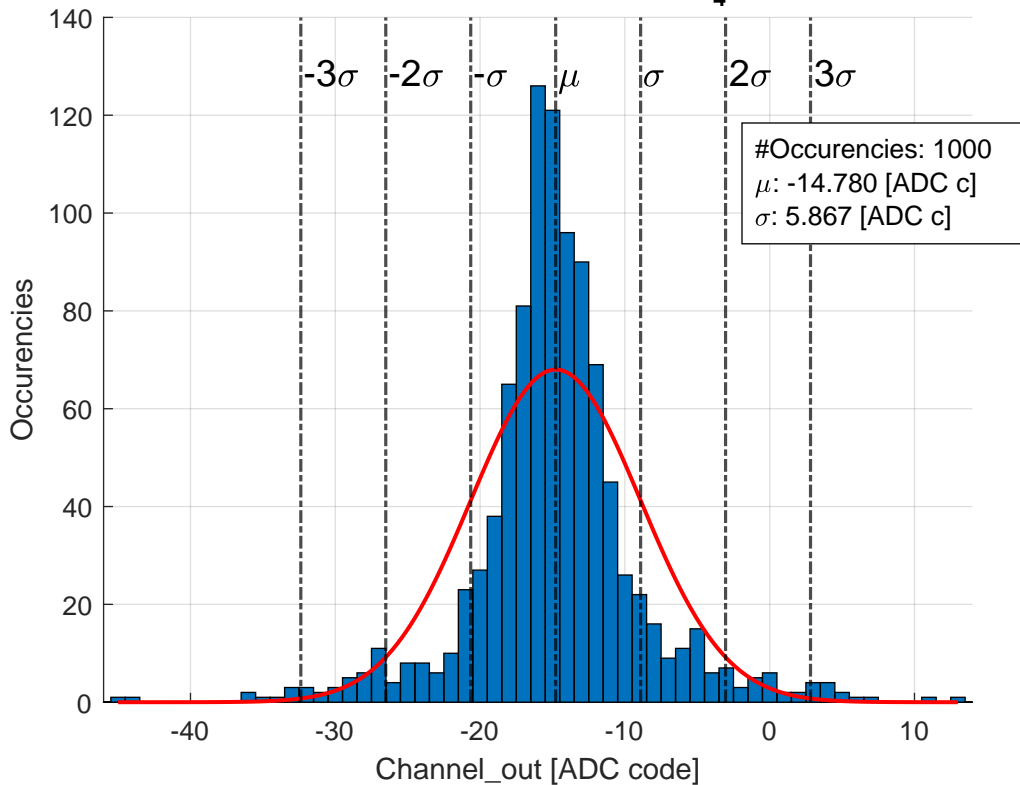 4
140
120
100
80
60
40
20
0
-3σ -2σ -σ μ σ 2σ 3σ
#Occurencies: 1000
μ: -14.780 [ADC c]
σ: 5.867 [ADC c]
Occurencies
-40 -30 -20 -10 0 10
Channel_out [ADC code]